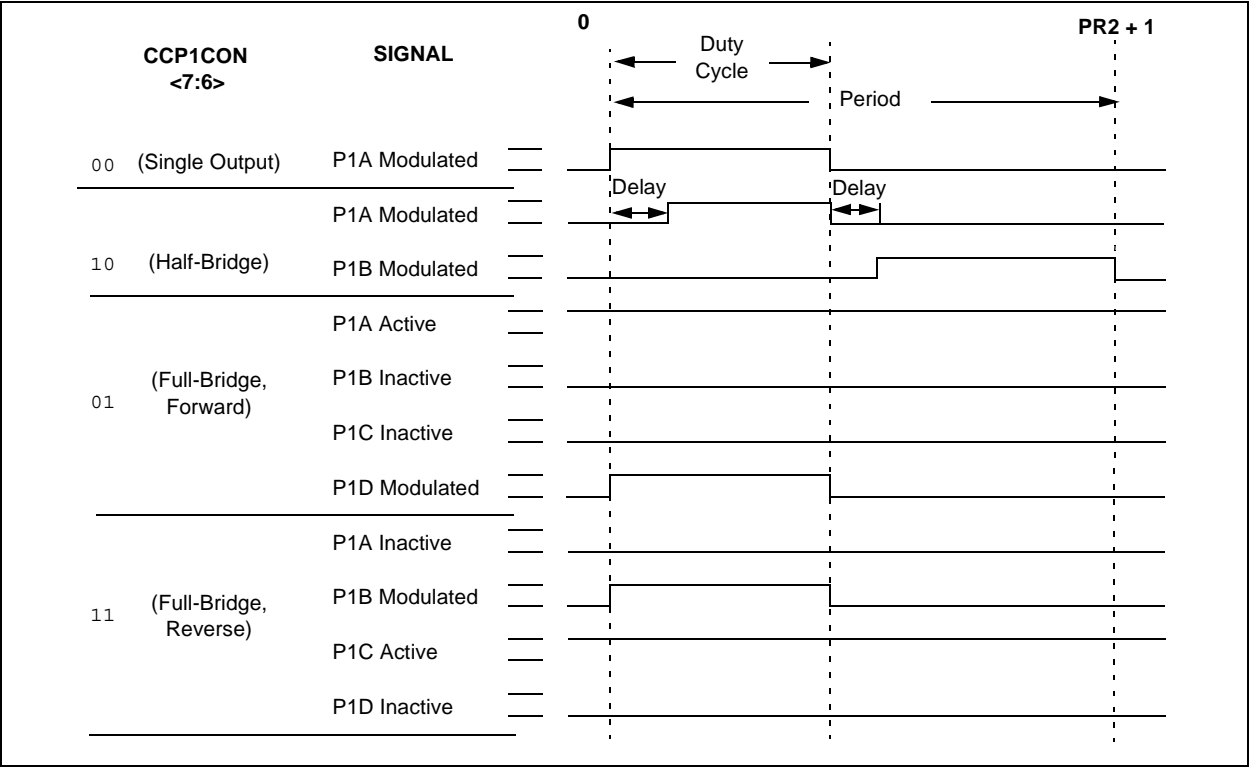 0
PR2 + 1
CCP1CON
<7:6>
SIGNAL
Duty
Cycle
Period
00 (Single Output) P1A Modulated
Delay
Delay
P1A Modulated
10 (Half-Bridge) P1B Modulated
P1A Active
P1B Inactive
01 (Full-Bridge,
Forward)
P1C Inactive
P1D Modulated
P1A Inactive
P1B Modulated
11 (Full-Bridge,
Reverse)
P1C Active
P1D Inactive